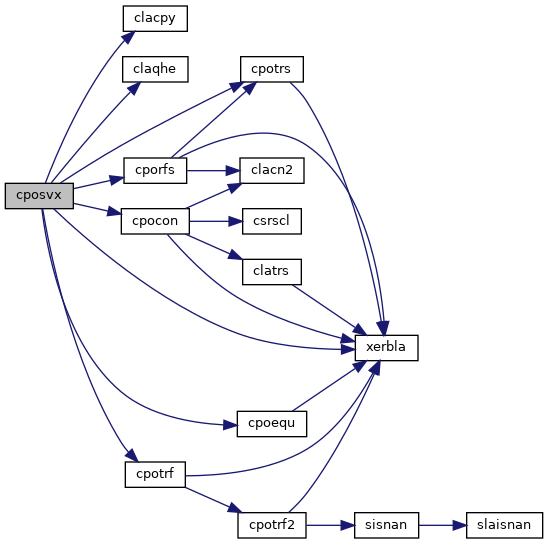 clacpy
claqhe
cpotrs
cporfs
clacn2
cposvx
cpocon
csrscl
clatrs
xerbla
cpoequ
cpotrf
cpotrf2
sisnan
slaisnan